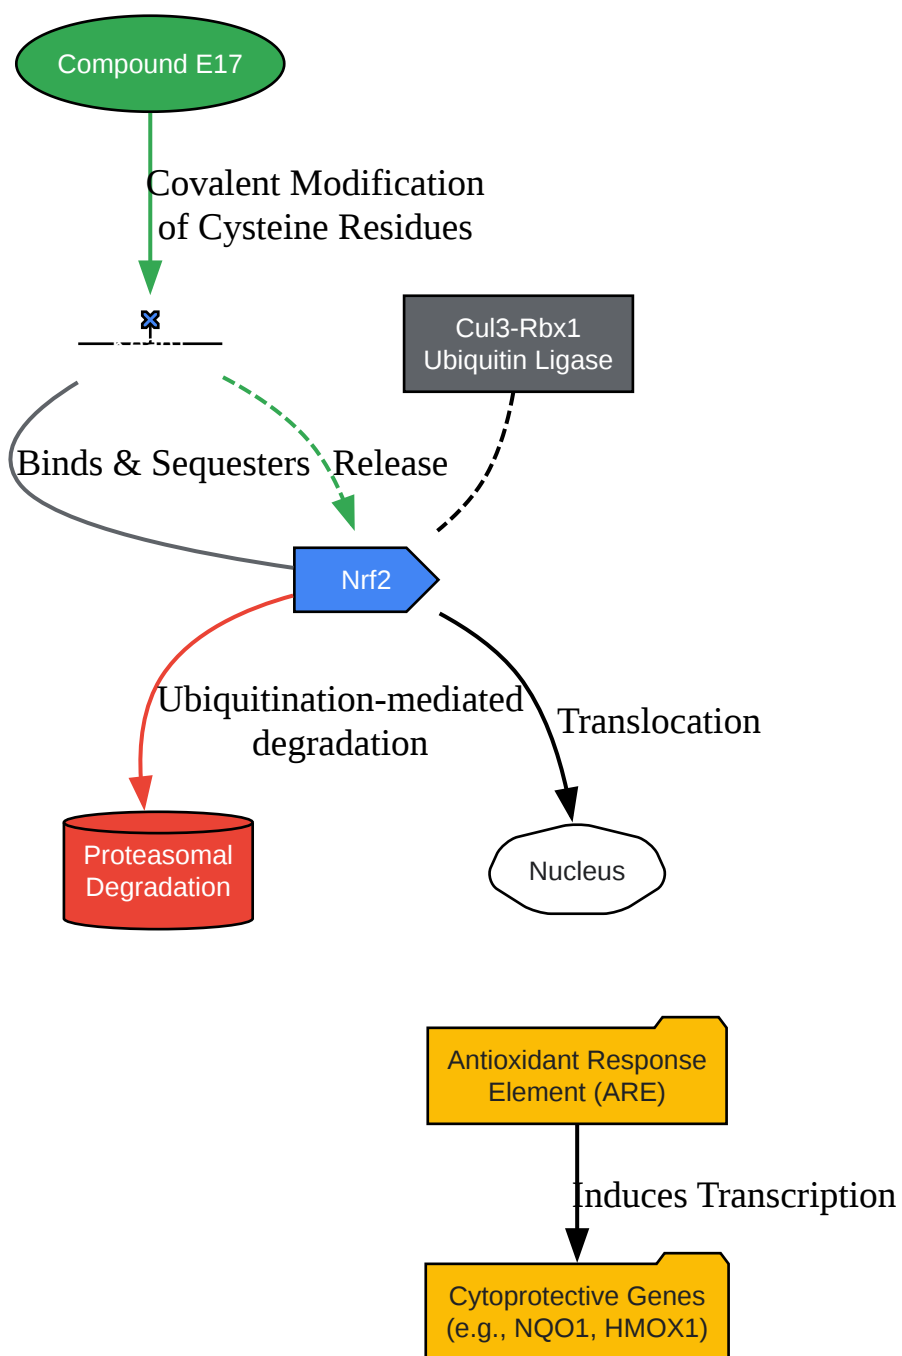 Compound E17
Covalent Modification
of Cysteine Residues
Cul3-Rbx1
Ubiquitin Ligase
Binds & Sequesters
Release
Nrf2
Ubiquitination-mediated
degradation
Translocation
Proteasomal
Degradation
Nucleus
Antioxidant Response
Element (ARE)
Induces Transcription
Cytoprotective Genes
(e.g., NQO1, HMOX1)